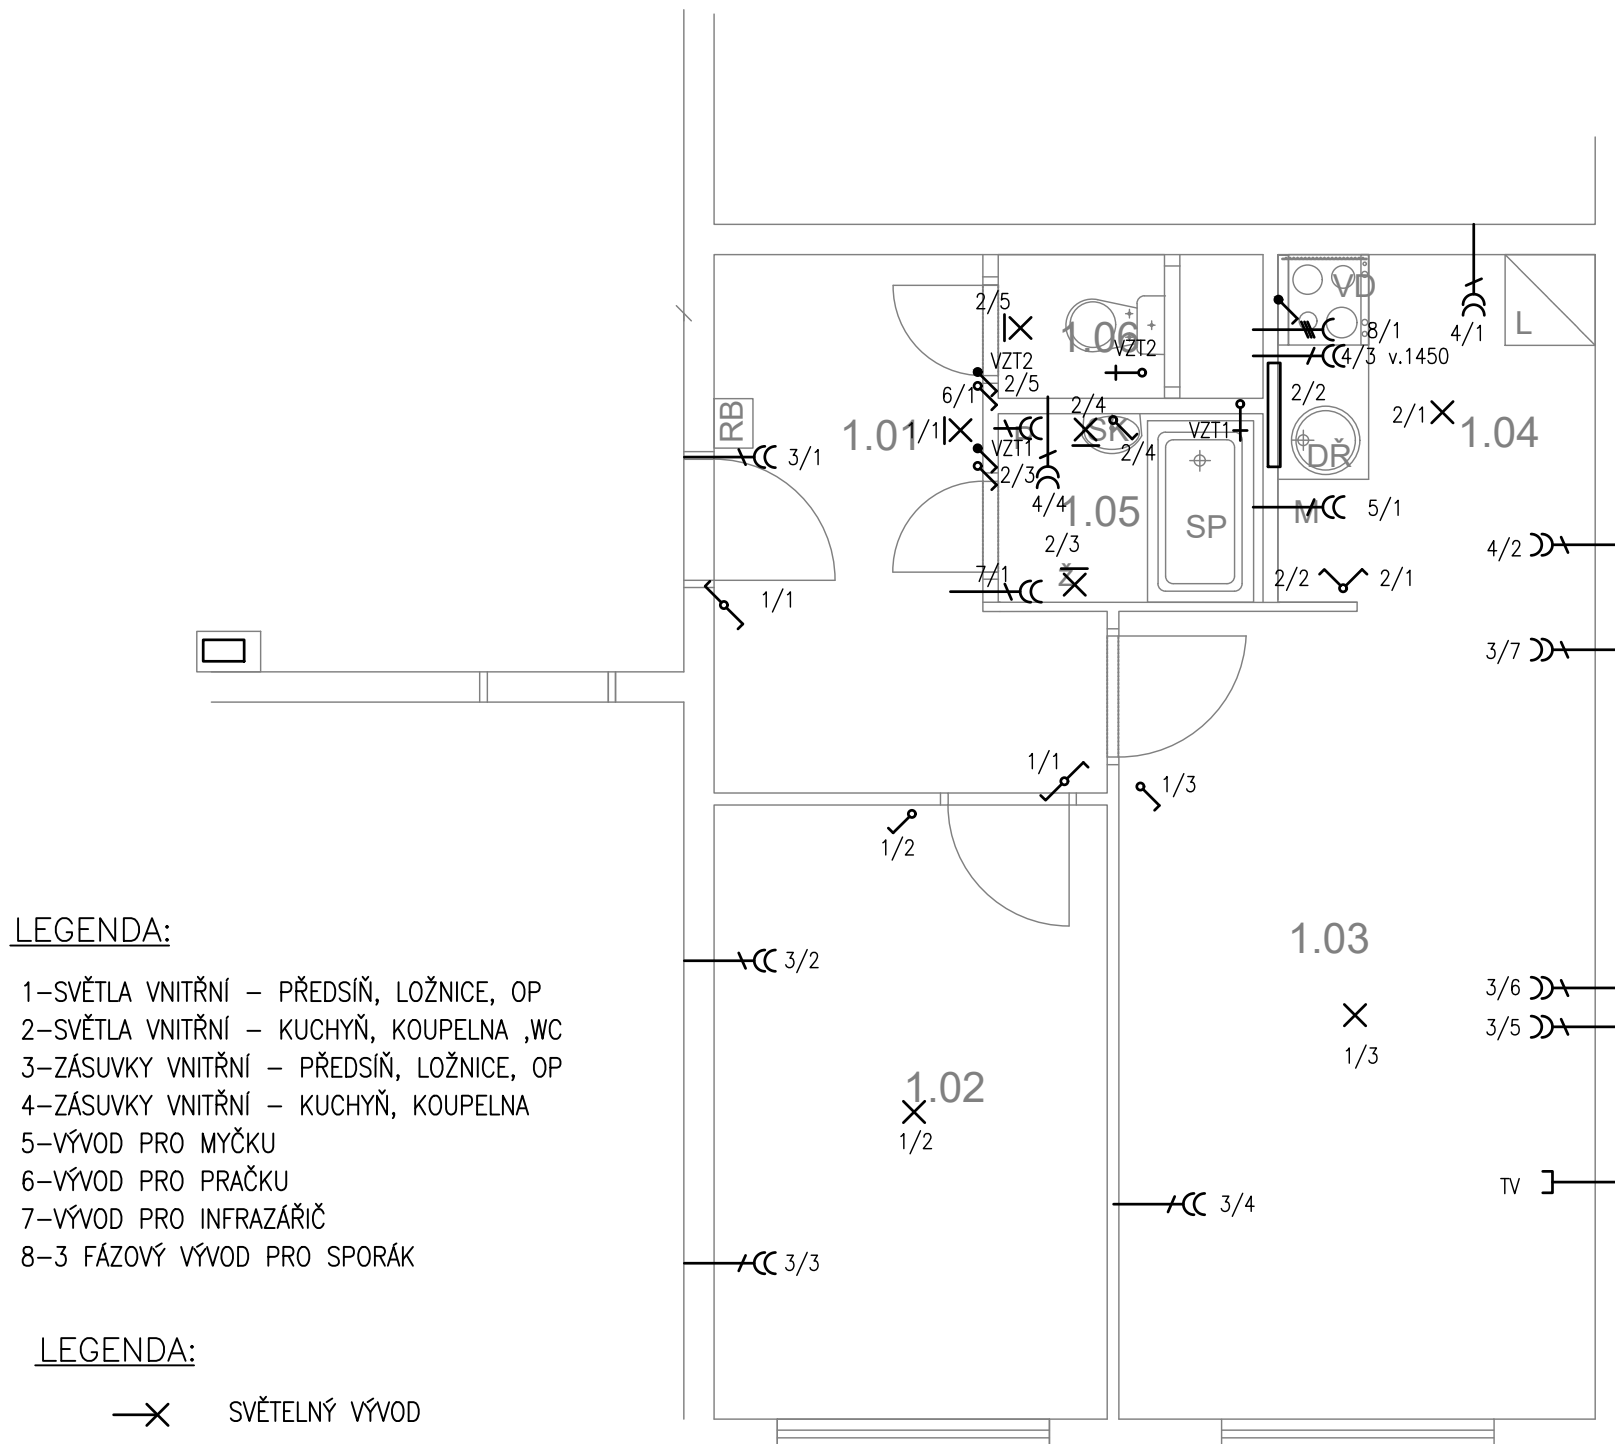 2/5
VD
1.06
VZT2
8/1
4/1
L
4/3 v.1450
VZT2
2/5
6/1
2/2
RB
2/4
2/1
1.01
1/1
SK
VZT1
1.04
VZT1
2/4
DŘ
3/1
2/3
4/4
1.05
SP
M
5/1
2/3
4/2
7/1
Ž
2/2
2/1
1/1
3/7
1/1
1/3
1/2
1.03
LEGENDA:
3/2
1-SVĚTLA VNITŘNÍ – PŘEDSÍŇ, LOŽNICE, OP
3/6
2-SVĚTLA VNITŘNÍ – KUCHYŇ, KOUPELNA ,WC
3/5
3-ZÁSUVKY VNITŘNÍ – PŘEDSÍŇ, LOŽNICE, OP
1/3
4-ZÁSUVKY VNITŘNÍ – KUCHYŇ, KOUPELNA
1.02
5-VÝVOD PRO MYČKU
1/2
6-VÝVOD PRO PRAČKU
TV
7-VÝVOD PRO INFRAZÁŘIČ
3/4
8-3 FÁZOVÝ VÝVOD PRO SPORÁK
3/3
LEGENDA:
SVĚTELNÝ VÝVOD